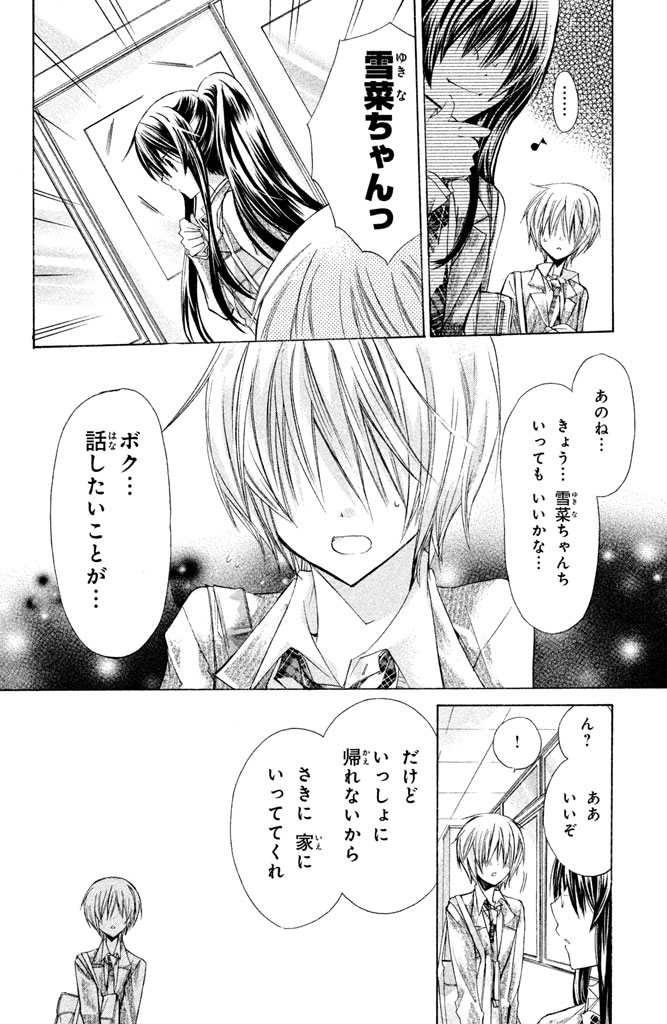 ……
雪菜ちゃんっ
あのね…
きょう…雪菜ちゃんち
いっても いいかな…
ボク…
話したいことが…
ん?
ああ
いいぞ
!
だけど
いっしょに
帰れないから
さきに 家に
いっててくれ